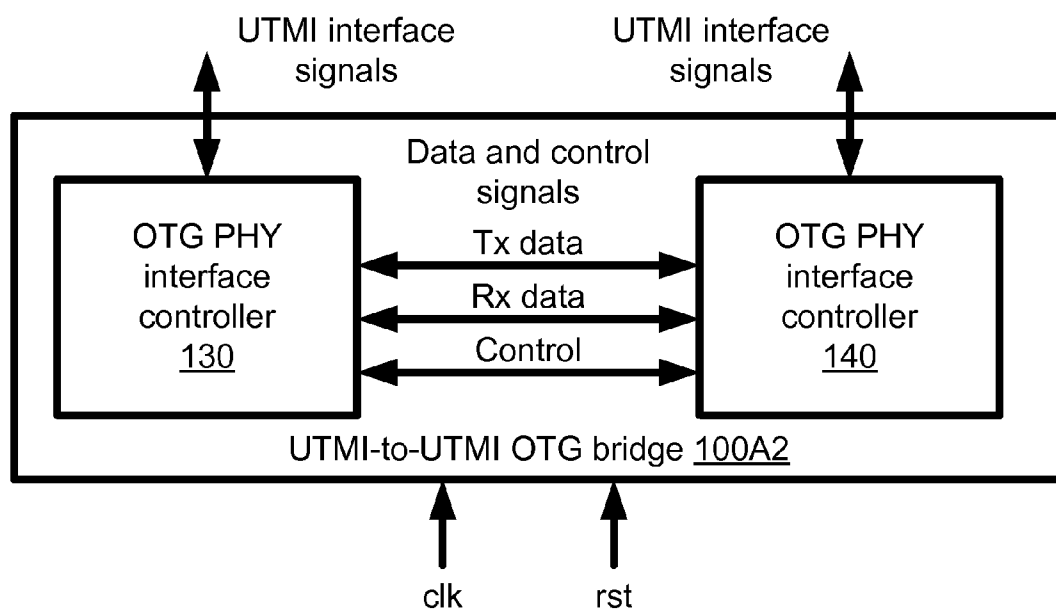 UTMI interface
signals
UTMI interface
signals
Data and control
signals
OTG PHY
interface
controller
130
Tx data
Rx data
Control
OTG PHY
interface
controller
140
UTMI-to-UTMI OTG bridge 100A2
clk
rst